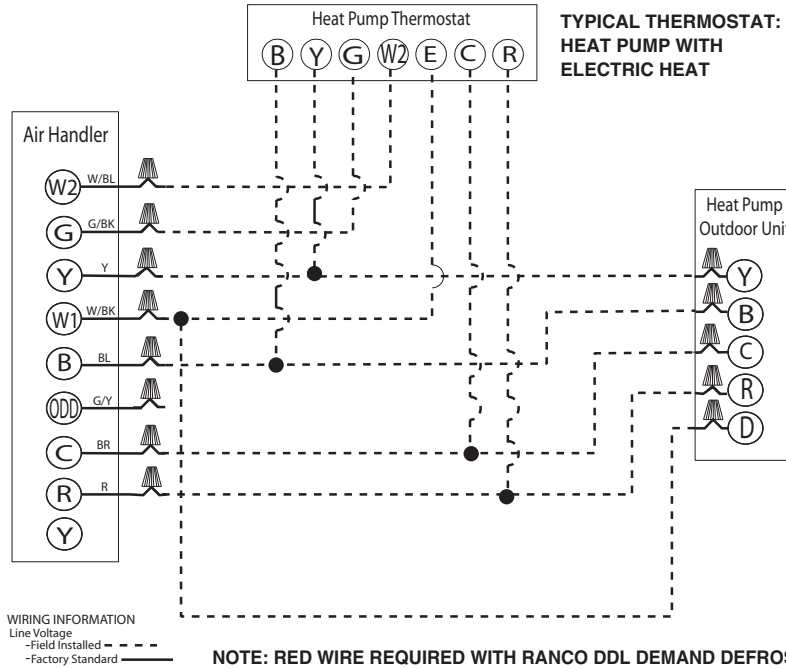 Heat Pump Thermostat
B Y G W2 E C R
TYPICAL THERMOSTAT:
HEAT PUMP WITH
ELECTRIC HEAT
Air Handler
W2 W/BL
G G/BK
Y Y
W1 W/BK
B BL
ODD G/Y
C BR
R R
Y
Heat Pump
Outdoor Unit
Y
B
C
R
D
WIRING INFORMATION
Line Voltage
-Field Installed
-Factory Standard
NOTE: RED WIRE REQUIRED WITH RANCO DDL DEMAND DEFROS